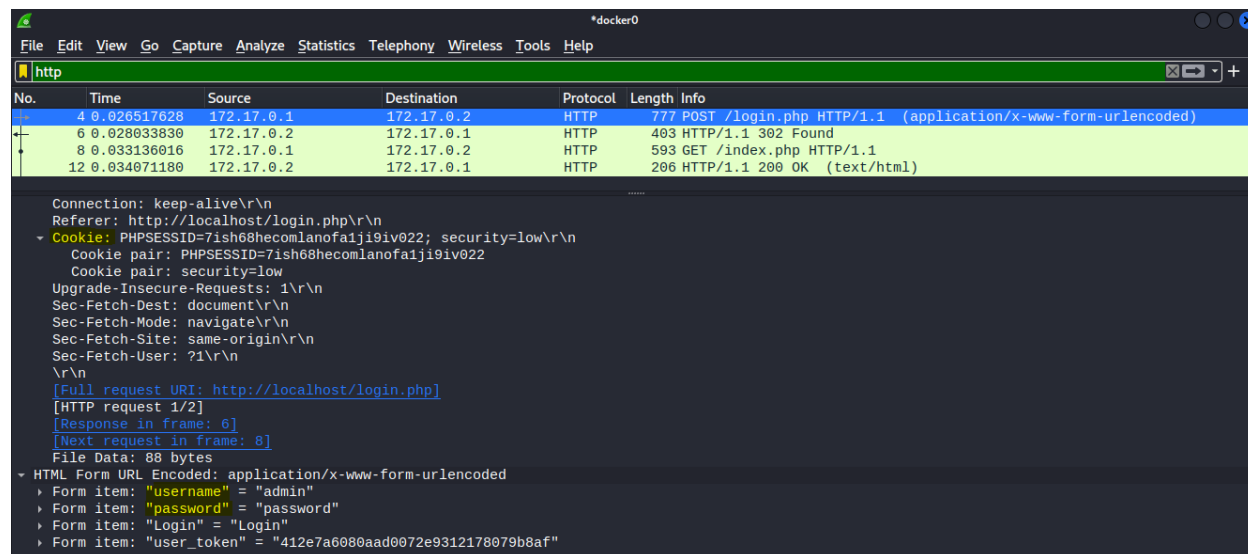 *docker0
File Edit View Go Capture Analyze Statistics Telephony Wireless Tools Help
http
No. Time Source Destination Protocol Length Info
4 0.026517628 172.17.0.1 172.17.0.2 HTTP 777 POST /login.php HTTP/1.1 (application/x-www-form-urlencoded)
6 0.028033830 172.17.0.2 172.17.0.1 HTTP 403 HTTP/1.1 302 Found
8 0.033136016 172.17.0.1 172.17.0.2 HTTP 593 GET /index.php HTTP/1.1
12 0.034071180 172.17.0.2 172.17.0.1 HTTP 206 HTTP/1.1 200 OK (text/html)
Connection: keep-alive\r\n
Referer: http://localhost/login.php\r\n
Cookie: PHPSESSID=7ish68hecomlanofa1ji9iv022; security=low\r\n
Cookie pair: PHPSESSID=7ish68hecomlanofa1ji9iv022
Cookie pair: security=low
Upgrade-Insecure-Requests: 1\r\n
Sec-Fetch-Dest: document\r\n
Sec-Fetch-Mode: navigate\r\n
Sec-Fetch-Site: same-origin\r\n
Sec-Fetch-User: ?1\r\n
\r\n
[Full request URI: http://localhost/login.php]
[HTTP request 1/2]
[Response in frame: 6]
[Next request in frame: 8]
File Data: 88 bytes
HTML Form URL Encoded: application/x-www-form-urlencoded
Form item: "username" = "admin"
Form item: "password" = "password"
Form item: "Login" = "Login"
Form item: "user_token" = "412e7a6080aad0072e9312178079b8af"